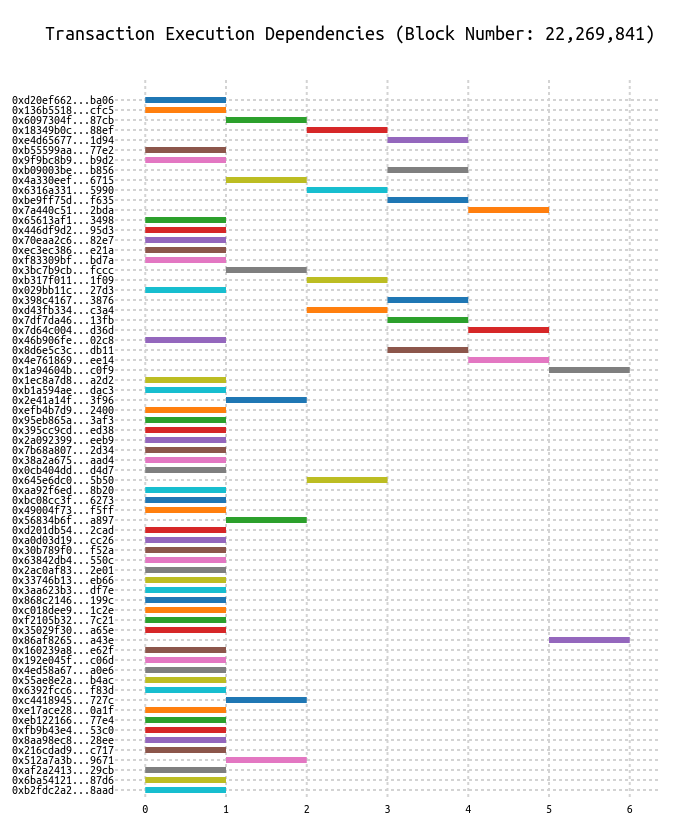 Transaction Execution Dependencies (Block Number: 22,269,841)
0xd20ef662...ba06
0x136b5518...cfc5
0x6097304f...87cb
0x18349b0c...88ef
0xe4d65677...1d94
0xb55599aa...77e2
0x9f9bc8b9...b9d2
0xb09003be...b856
0x4a330eef...6715
0x6316a331...5990
0xbe9ff75d...f635
0x7a440c51...2bda
0x65613af1...3498
0x446df9d2...95d3
0x70eaa2c6...82e7
0xec3ec386...e21a
0xf83309bf...bd7a
0x3bc7b9cb...fccc
0xb317f011...1f09
0x029bb11c...27d3
0x398c4167...3876
0xd43fb334...c3a4
0x7df7da46...13fb
0x7d64c004...d36d
0x46b906fe...02c8
0x8d6e5c3c...db11
0x4e761869...ee14
0x1a94604b...c0f9
0x1ec8a7d8...a2d2
0xb1a594ae...dac3
0x2e41a14f...3f96
0xefb4b7d9...2400
0x95eb865a...3af3
0x395cc9cd...ed38
0x2a092399...eeb9
0x7b68a807...2d34
0x38a2a675...aad4
0x0cb404dd...d4d7
0x645e6dc0...5b50
0xaa92f6ed...8b20
0xbc08cc3f...6273
0x49004f73...f5ff
0x56834b6f...a897
0xd201db54...2cad
0xa0d03d19...cc26
0x30b789f0...f52a
0x63842db4...550c
0x2ac0af83...2e01
0x33746b13...eb66
0x3aa623b3...df7e
0x868c2146...199c
0xc018dee9...1c2e
0xf2105b32...7c21
0x35029f30...a65e
0x86af8265...a43e
0x160239a8...e62f
0x192e045f...c06d
0x4ed58a67...a0e6
0x55ae8e2a...b4ac
0x6392fcc6...f83d
0xc4418945...727c
0xe17ace28...0a1f
0xeb122166...77e4
0xfb9b43e4...53c0
0x8aa98ec8...28ee
0x216cdad9...c717
0x512a7a3b...9671
0xaf2a2413...29cb
0x6ba54121...87d6
0xb2fdc2a2...8aad
0 1 2 3 4 5 6